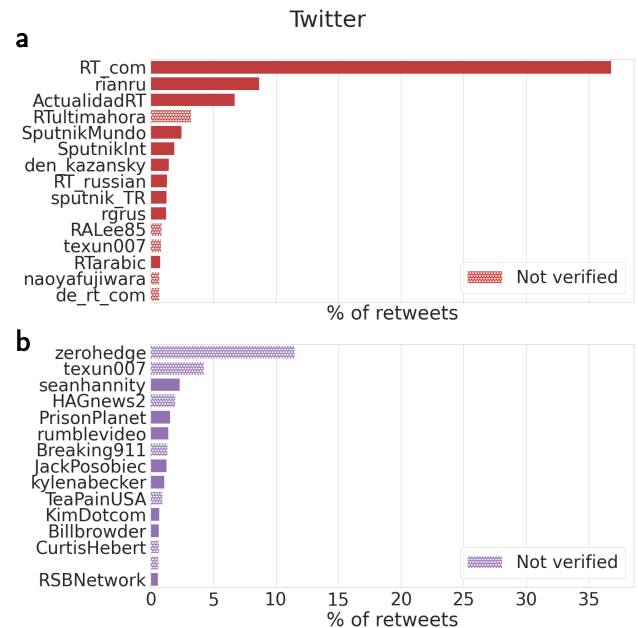 Twitter
a
RT_com
rianru
ActualidadRT
RTultimahora
SputnikMundo
SputnikInt
den_kazansky
RT_russian
sputnik_TR
rgrus
RALee85
texun007
RTarabic
naoyafujiwara
de_rt_com
Not verified
% of retweets
b
zerohedge
texun007
seanhannity
HAGnews2
PrisonPlanet
rumblevideo
Breaking911
JackPosobiec
kylenabecker
TeaPainUSA
KimDotcom
Billbrowder
CurtisHebert
RSBNetwork
Not verified
0 5 10 15 20 25 30 35
% of retweets